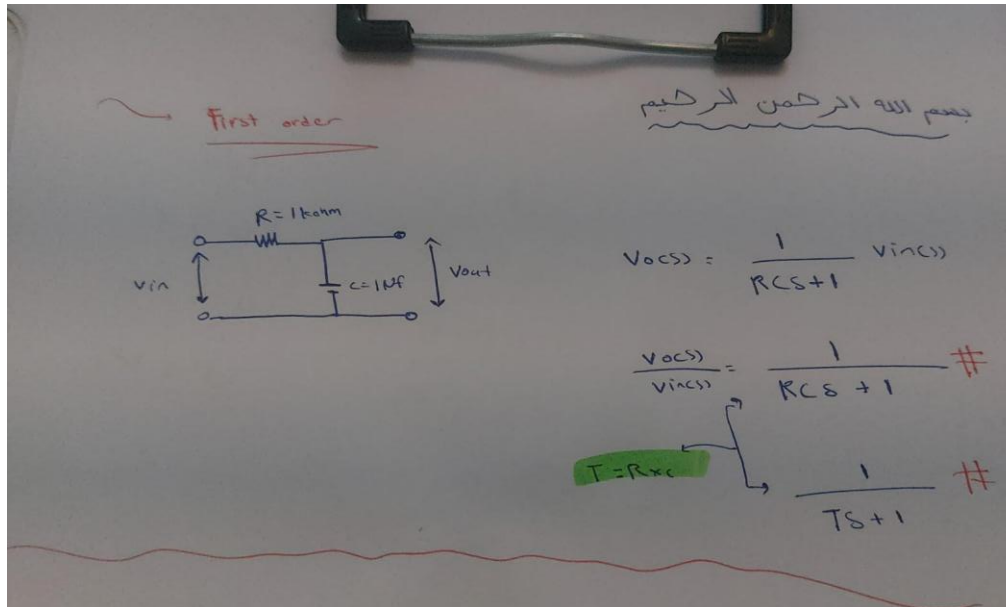 بسم الله الرحمن الرحيم
First order
R = 1kohm
Vin
C=1Nf
Vout
Vo(s) = 1 / RCS+1 Vin(s)
Vo(s) / Vin(s) = 1 / RCS + 1 #
T = R×C
1 / TS + 1 #